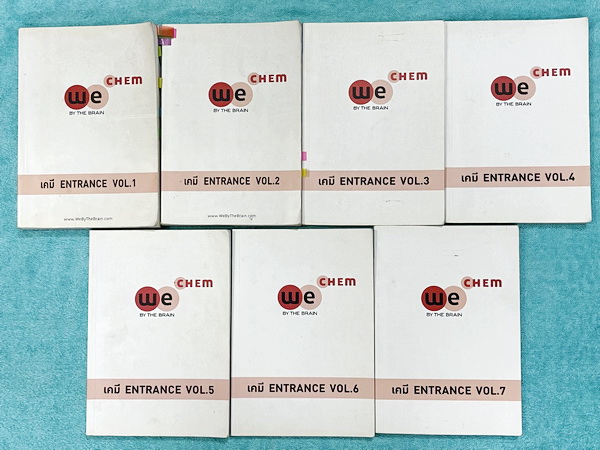 we CHEM
BY THE BRAIN
เคมี ENTRANCE VOL.1
www.WeByTheBrain.com
we CHEM
BY THE BRAIN
เคมี ENTRANCE VOL.2
www.WeByTheBrain.com
we CHEM
BY THE BRAIN
เคมี ENTRANCE VOL.3
we CHEM
BY THE BRAIN
เคมี ENTRANCE VOL.4
we CHEM
BY THE BRAIN
เคมี ENTRANCE VOL.5
we CHEM
BY THE BRAIN
เคมี ENTRANCE VOL.6
we CHEM
BY THE BRAIN
เคมี ENTRANCE VOL.7